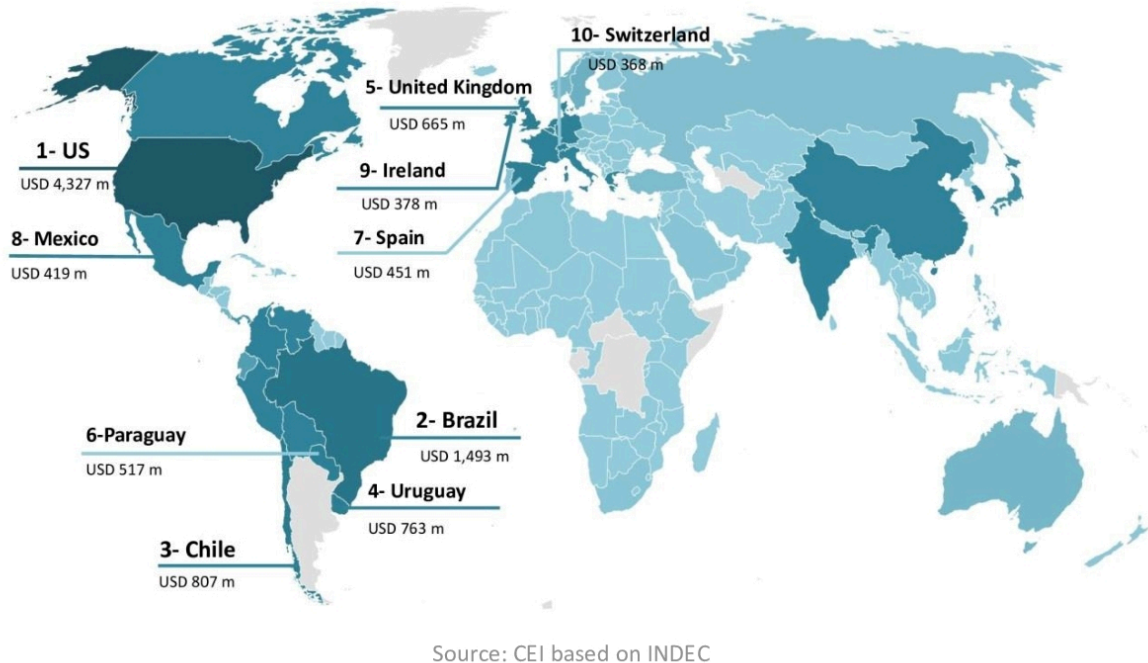 10- Switzerland
USD 368 m
5- United Kingdom
USD 665 m
1- US
USD 4,327 m
9- Ireland
USD 378 m
8- Mexico
USD 419 m
7- Spain
USD 451 m
2- Brazil
USD 1,493 m
6-Paraguay
USD 517 m
4- Uruguay
USD 763 m
3- Chile
USD 807 m
Source: CEI based on INDEC